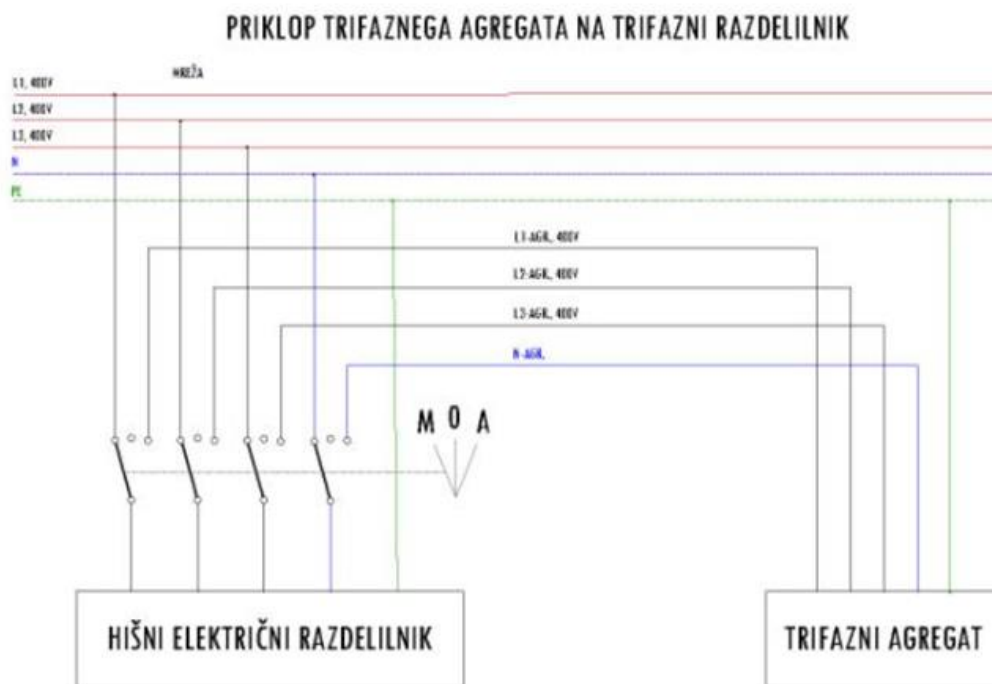 PRIKLOP TRIFAZNEGA AGREGATA NA TRIFAZNI RAZDELILNIK
MREŽA
L1, 400V
L2, 400V
L3, 400V
N
PE
L1-AGR., 400V
L2-AGR., 400V
L3-AGR., 400V
N-AGR.
M 0 A
HIŠNI ELEKTRIČNI RAZDELILNIK
TRIFAZNI AGREGAT